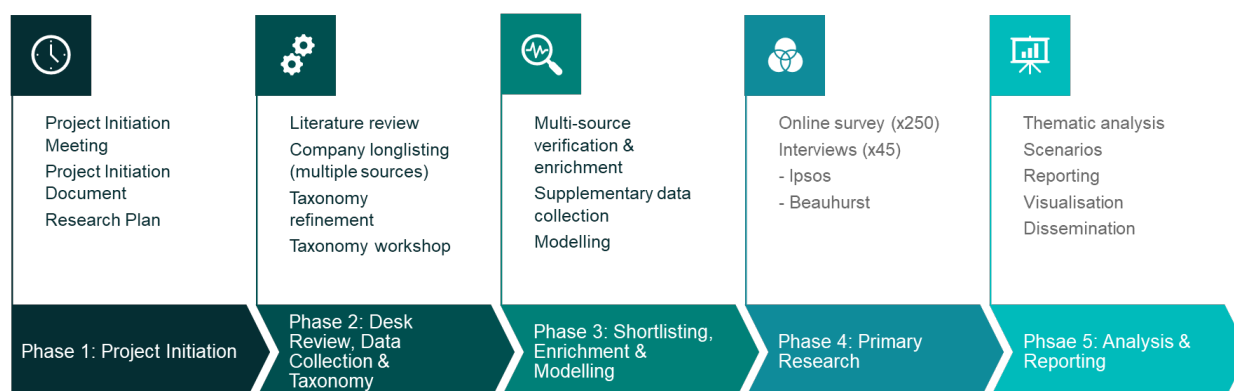 Project Initiation
Meeting
Project Initiation
Document
Research Plan
Phase 1: Project Initiation
Literature review
Company longlisting
(multiple sources)
Taxonomy
refinement
Taxonomy workshop
Phase 2: Desk
Review, Data
Collection &
Taxonomy
Multi-source
verification &
enrichment
Supplementary data
collection
Modelling
Phase 3: Shortlisting,
Enrichment &
Modelling
Online survey (x250)
Interviews (x45)
- Ipsos
- Beauhurst
Phase 4: Primary
Research
Thematic analysis
Scenarios
Reporting
Visualisation
Dissemination
Phsae 5: Analysis &
Reporting